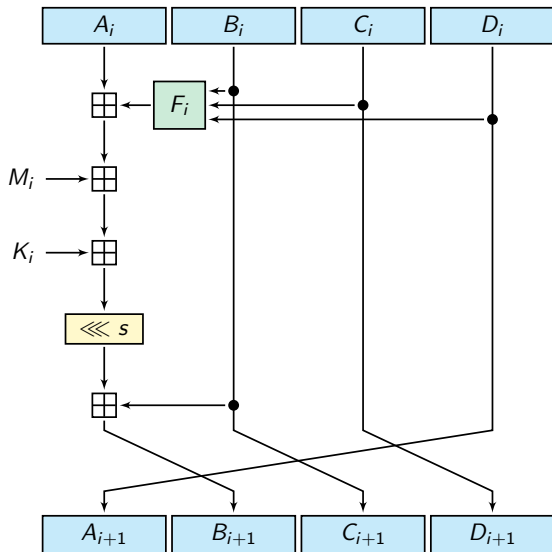 A_i B_i C_i D_i
F_i
M_i
K_i
⋘ s
A_{i+1} B_{i+1} C_{i+1} D_{i+1}